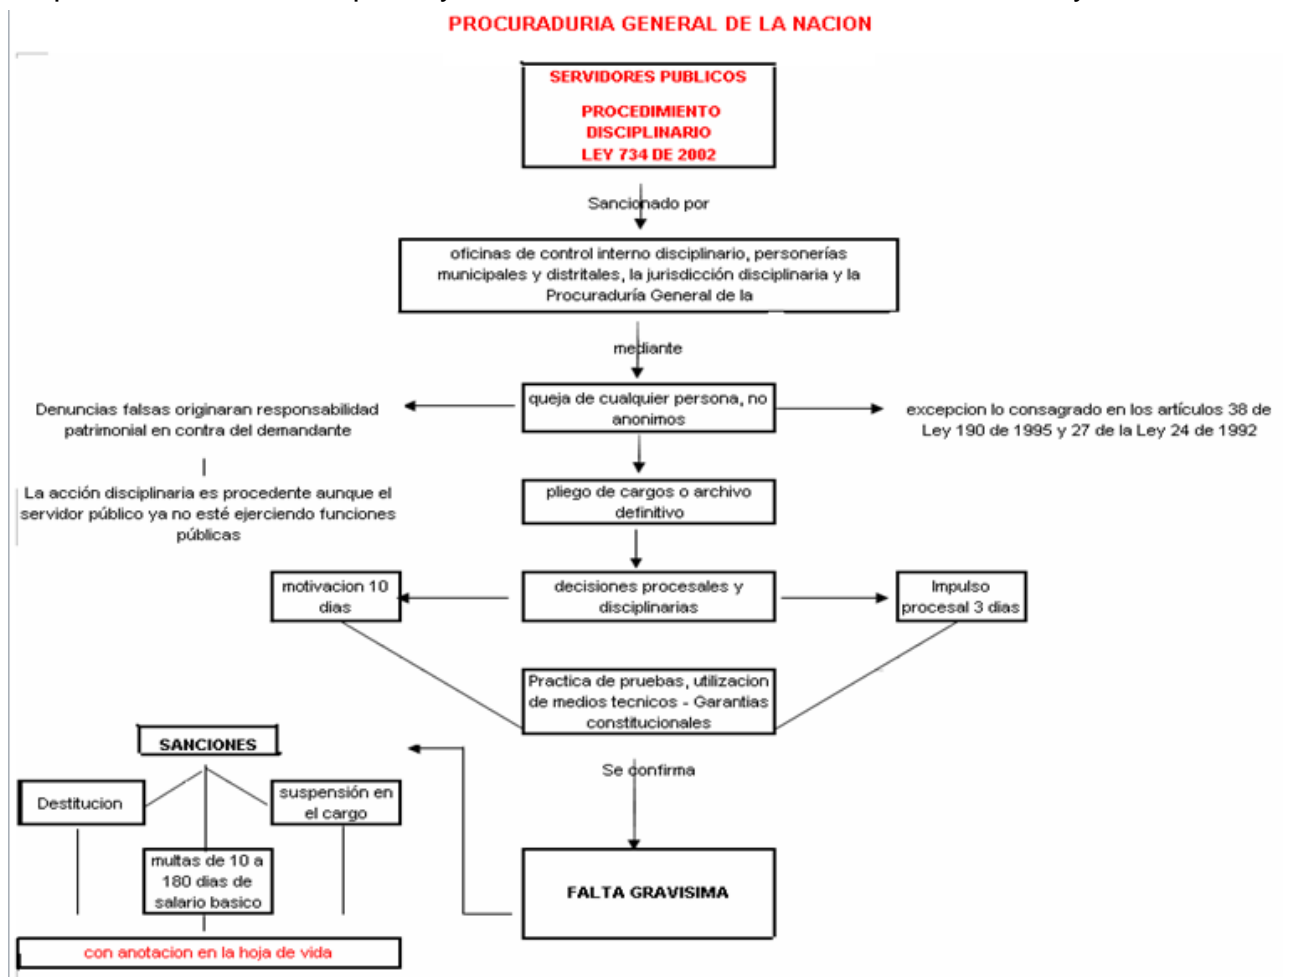 PROCURADURIA GENERAL DE LA NACION
SERVIDORES PUBLICOS
PROCEDIMIENTO
DISCIPLINARIO
LEY 734 DE 2002
Sancionado por
oficinas de control interno disciplinario, personerías
municipales y distritales, la jurisdicción disciplinaria y la
Procuraduría General de la
mediante
queja de cualquier persona, no
anonimos
Denuncias falsas originaran responsabilidad
patrimonial en contra del demandante
excepcion lo consagrado en los artículos 38 de
Ley 190 de 1995 y 27 de la Ley 24 de 1992
La acción disciplinaria es procedente aunque el
servidor público ya no esté ejerciendo funciones
públicas
pliego de cargos o archivo
definitivo
motivacion 10
dias
decisiones procesales y
disciplinarias
Impulso
procesal 3 dias
Practica de pruebas, utilizacion
de medios tecnicos - Garantias
constitucionales
SANCIONES
Se confirma
Destitucion
suspensión en
el cargo
multas de 10 a
180 dias de
salario basico
FALTA GRAVISIMA
con anotacion en la hoja de vida